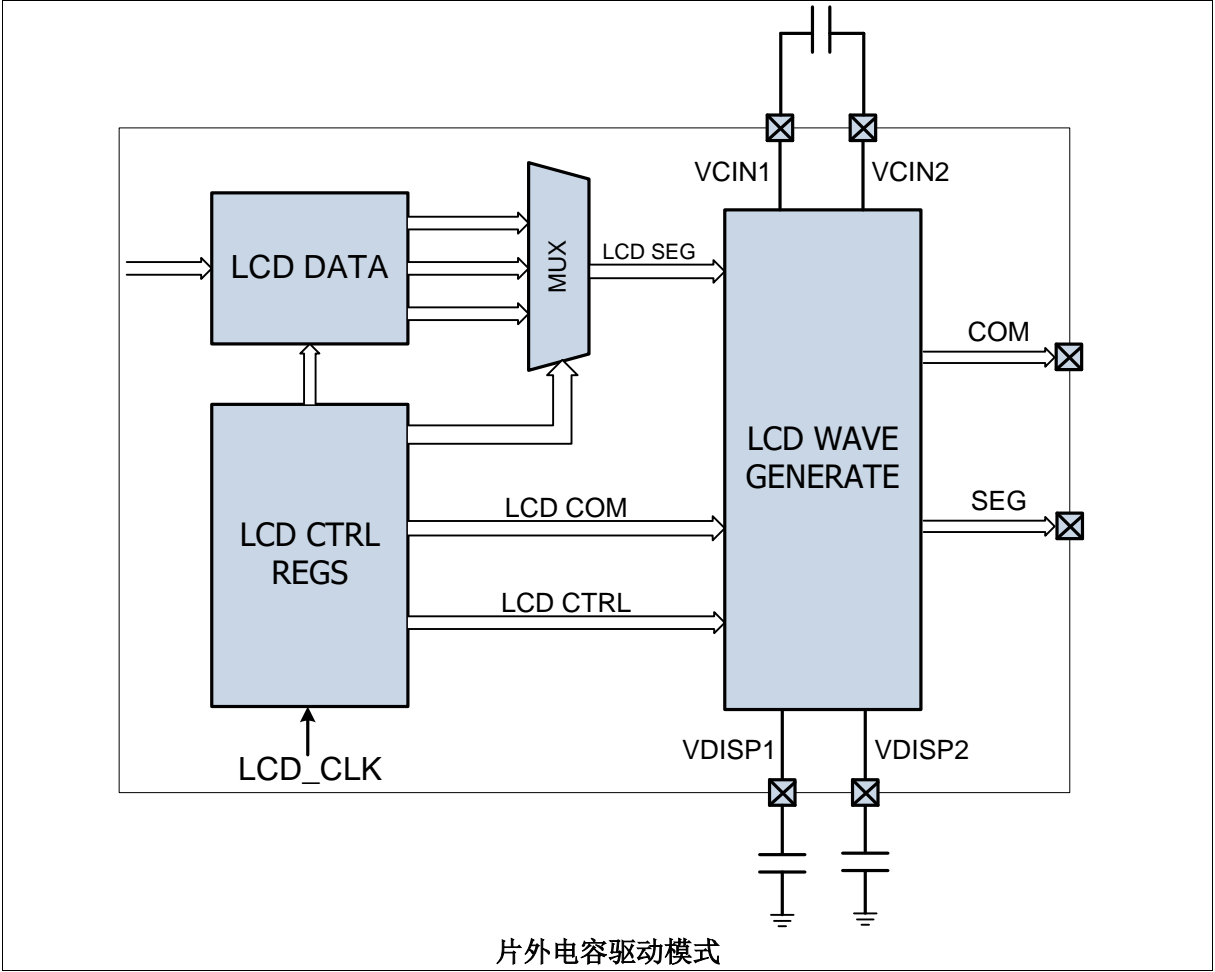 VCIN1
VCIN2
LCD DATA
MUX
LCD SEG
COM
LCD WAVE
GENERATE
SEG
LCD COM
LCD CTRL
REGS
LCD CTRL
VDISP1
VDISP2
LCD_CLK
片外电容驱动模式